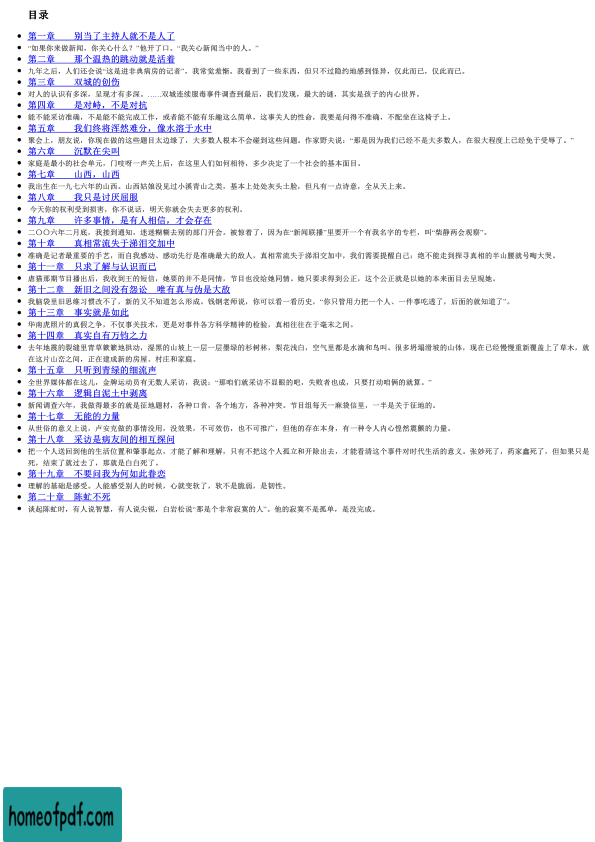 目录
第一章　　别当了主持人就不是人了
“如果你来做新闻，你关心什么？”他开了口。“我关心新闻当中的人。”
第二章　　那个温热的跳动就是活着
九年之后，人们还会说“这是进非典病房的记者”，我常觉羞惭。我看到了一些东西，但只不过隐约地感到怪异，仅此而已，仅此而已。
第三章　　双城的创伤
对人的认识有多深，呈现才有多深。……双城连续服毒事件调查到最后，我们发现，最大的谜，其实是孩子的内心世界。
第四章　　是对峙，不是对抗
能不能采访准确，不是能不能完成工作，或者能不能有乐趣这么简单，这事关人的性命，我要是问得不准确，不配坐在这椅子上。
第五章　　我们终将浑然难分，像水溶于水中
聚会上，朋友说，你现在做的这些题目太边缘了，大多数人根本不会碰到这些问题。作家野夫说：“那是因为我们已经不是大多数人，在很大程度上已经免于受辱了。”
第六章　　沉默在尖叫
家庭是最小的社会单元，门吱呀一声关上后，在这里人们如何相待，多少决定了一个社会的基本面目。
第七章　　山西，山西
我出生在一九七六年的山西。山西姑娘没见过小溪青山之类，基本上处处灰头土脸，但凡有一点诗意，全从天上来。
第八章　　我只是讨厌屈服
今天你的权利受到损害，你不说话，明天你就会失去更多的权利。
第九章　　许多事情，是有人相信，才会存在
二〇〇六年二月底，我接到通知，迷迷糊糊去别的部门开会。被惊着了，因为在“新闻联播”里要开一个有我名字的专栏，叫“柴静两会观察”。
第十章　　真相常流失于涕泪交加中
准确是记者最重要的手艺，而自我感动、感动先行是准确最大的敌人，真相常流失于涕泪交加中，我们需要提醒自己：绝不能走到探寻真相的半山腰就号啕大哭。
第十一章　只求了解与认识而已
虐猫那期节目播出后，我收到王的短信，她要的并不是同情，节目也没给她同情。她只要求得到公正，这个公正就是以她的本来面目去呈现她。
第十二章　新旧之间没有怨讼　唯有真与伪是大敌
我脑袋里旧思维习惯改不了，新的又不知道怎么形成。钱钢老师说，你可以看一看历史。“你只管用力把一个人、一件事吃透了，后面的就知道了”。
第十三章　事实就是如此
华南虎照片的真假之争，不仅事关技术，更是对事件各方科学精神的检验，真相往往在于毫末之间。
第十四章　真实自有万钧之力
去年地震的裂缝里青草簌簌地拱动，湿黑的山坡上一层一层墨绿的杉树林，梨花浅白，空气里都是水滴和鸟叫。很多坍塌滑坡的山体，现在已经慢慢重新覆盖上了草木，就
在这片山峦之间，正在建成新的房屋、村庄和家庭。
第十五章　只听到青绿的细流声
全世界媒体都在这儿，金牌运动员有无数人采访，我说：“那咱们就采访不显眼的吧，失败者也成，只要打动咱俩的就算。”
第十六章　逻辑自泥土中剥离
新闻调查六年，我做得最多的就是征地题材，各种口音，各个地方，各种冲突。节目组每天一麻袋信里，一半是关于征地的。
第十七章　无能的力量
从世俗的意义上说，卢安克做的事情没用，没效果，不可效仿，也不可推广，但他的存在本身，有一种令人内心惶然震颤的力量。
第十八章　采访是病友间的相互探问
把一个人送回到他的生活位置和肇事起点，才能了解和理解。只有不把这个人孤立和开除出去，才能看清这个事件对时代生活的意义。张妙死了，药家鑫死了，但如果只是
死，结束了就过去了，那就是白白死了。
第十九章　不要问我为何如此眷恋
理解的基础是感受。人能感受别人的时候，心就变软了，软不是脆弱，是韧性。
第二十章　陈虻不死
谈起陈虻时，有人说智慧，有人说尖锐，白岩松说“那是个非常寂寞的人”。他的寂寞不是孤单，是没完成。
homeofpdf.com